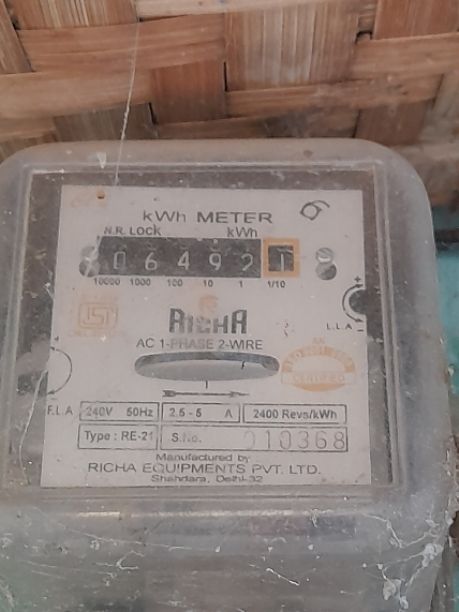 kWh METER
N.R. LOCK kWh
0 6 4 9 2 1
10000 1000 100 10 1 1/10
ISI
RICHA
L.L.A
AC 1-PHASE 2-WIRE
F.L.A
240V 50Hz 2.5 - 5 A 2400 Revs/kWh
Type : RE-21 S.No. 010368
Manufactured by
RICHA EQUIPMENTS PVT. LTD.
Shahdara, Delhi-32